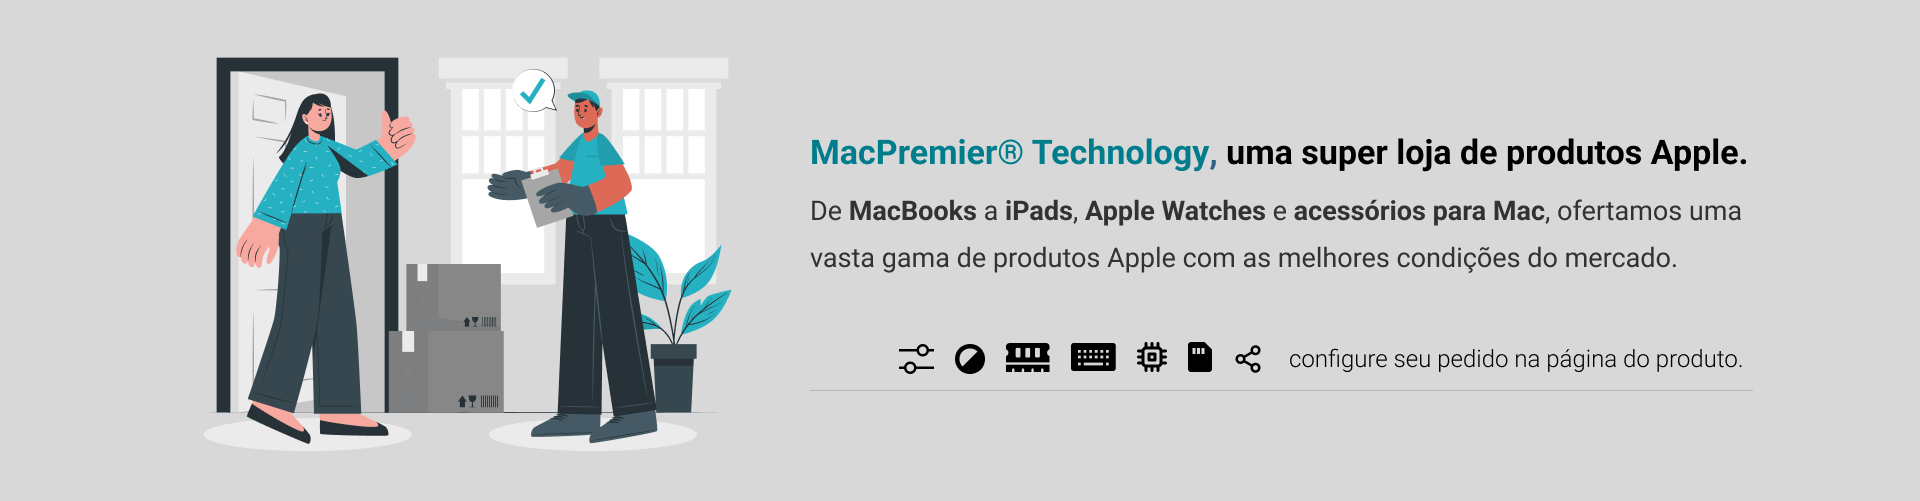 MacPremier® Technology, uma super loja de produtos Apple.
De MacBooks a iPads, Apple Watches e acessórios para Mac, ofertamos uma
vasta gama de produtos Apple com as melhores condições do mercado.
configure seu pedido na página do produto.